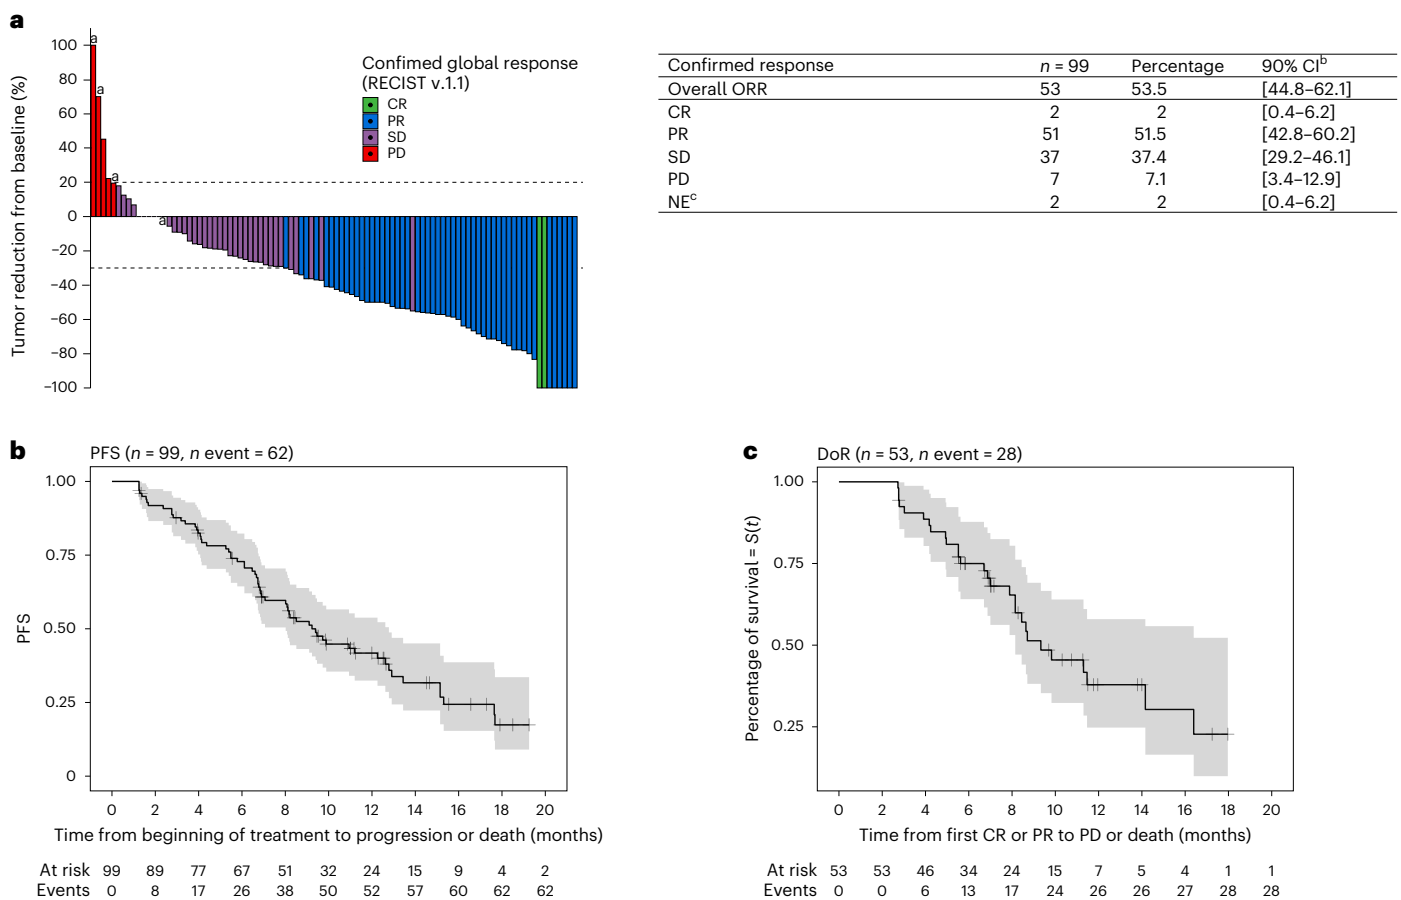 a
Tumor reduction from baseline (%)
100
80
60
40
20
0
−20
−40
−60
−80
−100
a
a
a
a
Confimed global response
(RECIST v.1.1)
CR
PR
SD
PD
Confirmed response n = 99 Percentage 90% CIb
Overall ORR 53 53.5 [44.8–62.1]
CR 2 2 [0.4–6.2]
PR 51 51.5 [42.8–60.2]
SD 37 37.4 [29.2–46.1]
PD 7 7.1 [3.4–12.9]
NEc 2 2 [0.4–6.2]
b
PFS (n = 99, n event = 62)
PFS
1.00
0.75
0.50
0.25
0
0 2 4 6 8 10 12 14 16 18 20
Time from beginning of treatment to progression or death (months)
At risk 99 89 77 67 51 32 24 15 9 4 2
Events 0 8 17 26 38 50 52 57 60 62 62
c
DoR (n = 53, n event = 28)
Percentage of survival = S(t)
1.00
0.75
0.50
0.25
0 2 4 6 8 10 12 14 16 18 20
Time from first CR or PR to PD or death (months)
At risk 53 53 46 34 24 15 7 5 4 1 1
Events 0 0 6 13 17 24 26 26 27 28 28